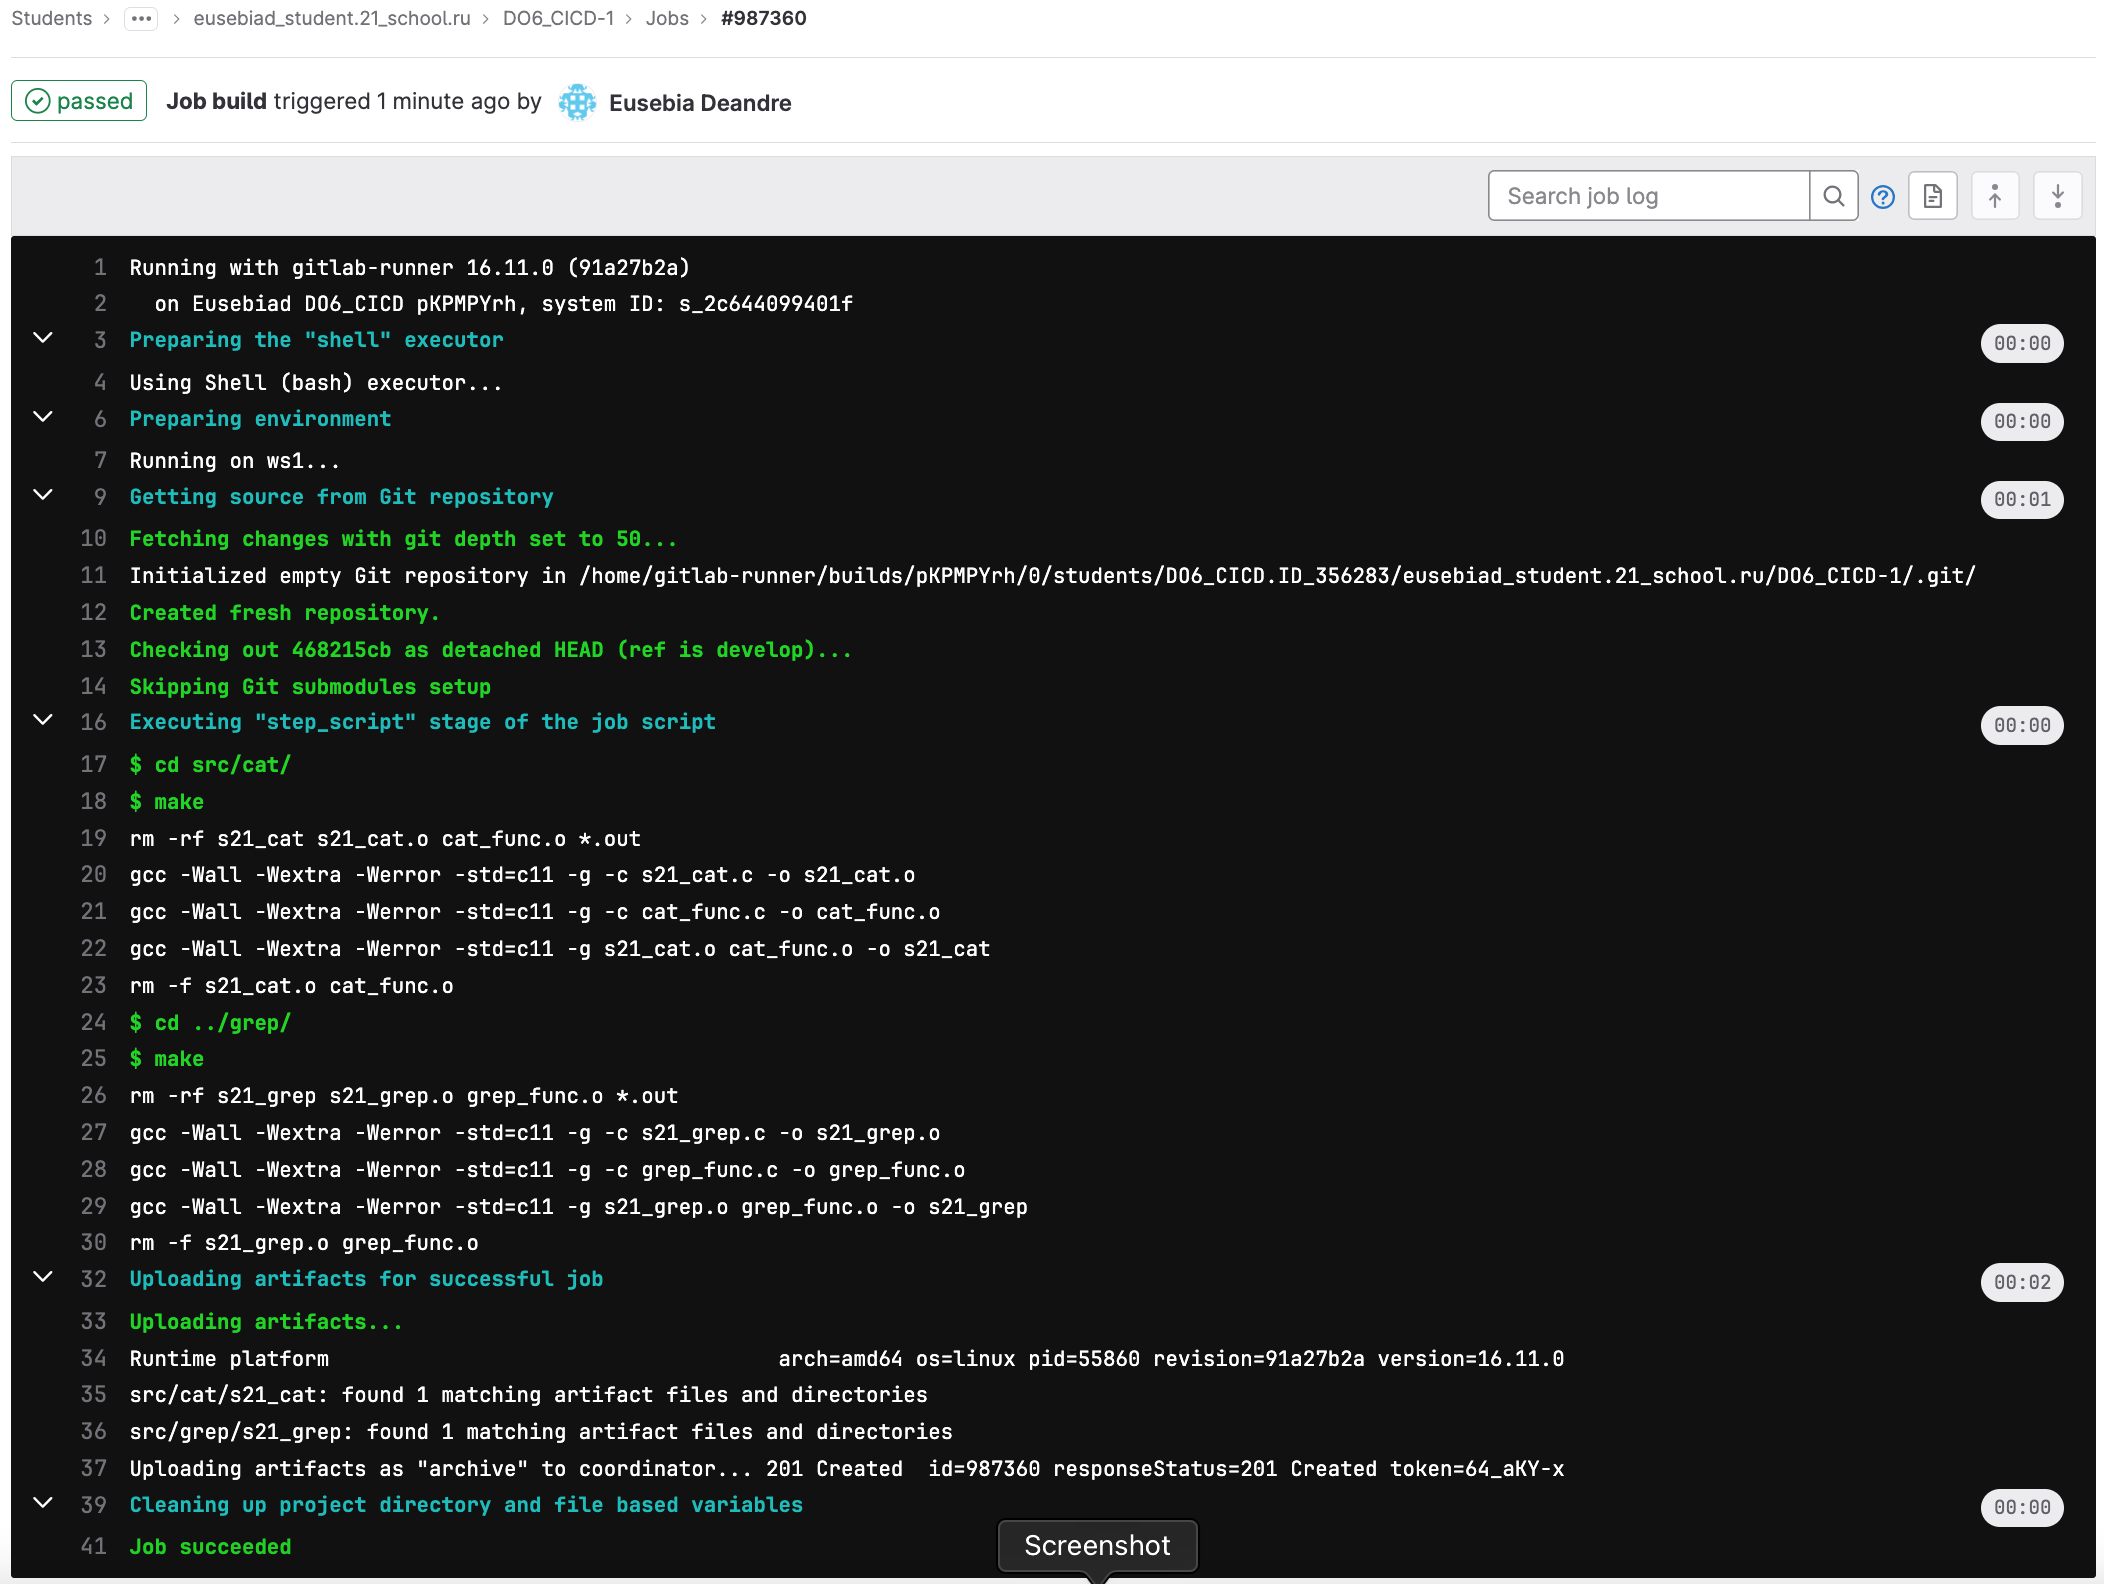 Students > ··· > eusebiad_student.21_school.ru > DO6_CICD-1 > Jobs > #987360
passed Job build triggered 1 minute ago by Eusebia Deandre
Search job log
1 Running with gitlab-runner 16.11.0 (91a27b2a)
2 on Eusebiad DO6_CICD pKPMPYrh, system ID: s_2c644099401f
3 Preparing the "shell" executor 00:00
4 Using Shell (bash) executor...
6 Preparing environment 00:00
7 Running on ws1...
9 Getting source from Git repository 00:01
10 Fetching changes with git depth set to 50...
11 Initialized empty Git repository in /home/gitlab-runner/builds/pKPMPYrh/0/students/DO6_CICD.ID_356283/eusebiad_student.21_school.ru/DO6_CICD-1/.git/
12 Created fresh repository.
13 Checking out 468215cb as detached HEAD (ref is develop)...
14 Skipping Git submodules setup
16 Executing "step_script" stage of the job script 00:00
17 $ cd src/cat/
18 $ make
19 rm -rf s21_cat s21_cat.o cat_func.o *.out
20 gcc -Wall -Wextra -Werror -std=c11 -g -c s21_cat.c -o s21_cat.o
21 gcc -Wall -Wextra -Werror -std=c11 -g -c cat_func.c -o cat_func.o
22 gcc -Wall -Wextra -Werror -std=c11 -g s21_cat.o cat_func.o -o s21_cat
23 rm -f s21_cat.o cat_func.o
24 $ cd ../grep/
25 $ make
26 rm -rf s21_grep s21_grep.o grep_func.o *.out
27 gcc -Wall -Wextra -Werror -std=c11 -g -c s21_grep.c -o s21_grep.o
28 gcc -Wall -Wextra -Werror -std=c11 -g -c grep_func.c -o grep_func.o
29 gcc -Wall -Wextra -Werror -std=c11 -g s21_grep.o grep_func.o -o s21_grep
30 rm -f s21_grep.o grep_func.o
32 Uploading artifacts for successful job 00:02
33 Uploading artifacts...
34 Runtime platform arch=amd64 os=linux pid=55860 revision=91a27b2a version=16.11.0
35 src/cat/s21_cat: found 1 matching artifact files and directories
36 src/grep/s21_grep: found 1 matching artifact files and directories
37 Uploading artifacts as "archive" to coordinator... 201 Created id=987360 responseStatus=201 Created token=64_aKY-x
39 Cleaning up project directory and file based variables 00:00
41 Job succeeded
Screenshot